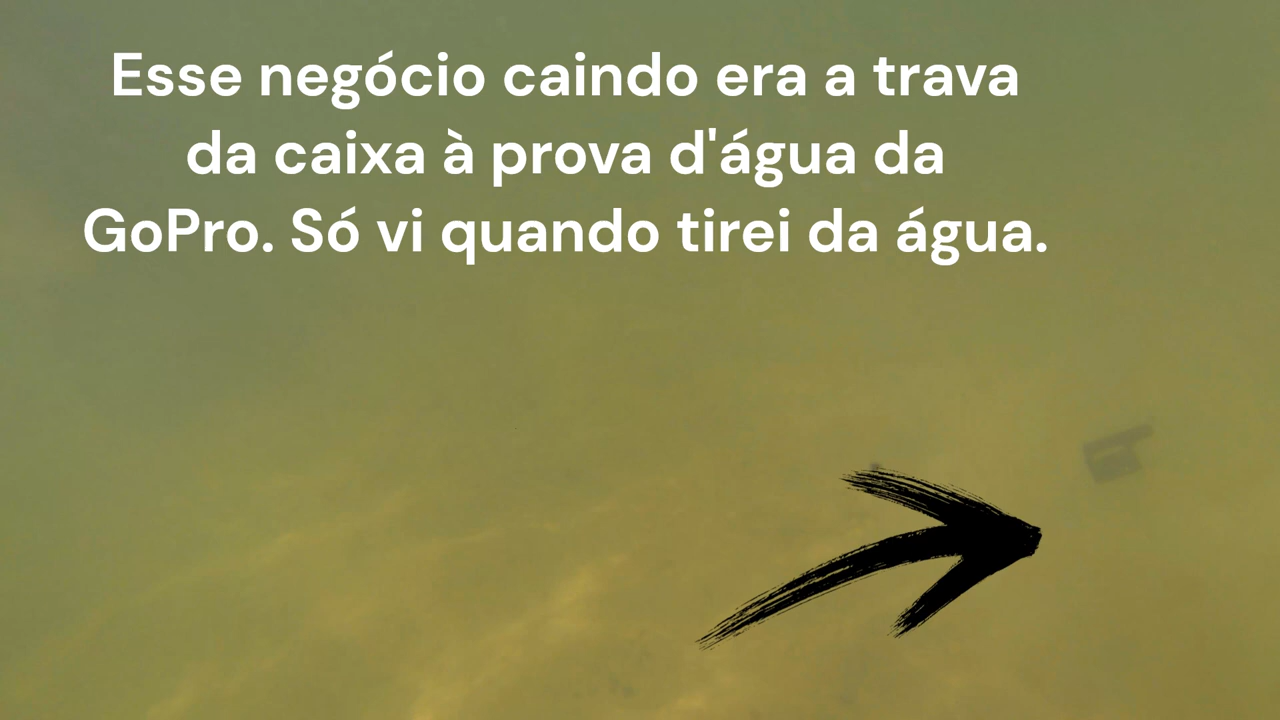 Esse negócio caindo era a trava
da caixa à prova d'água da
GoPro. Só vi quando tirei da água.